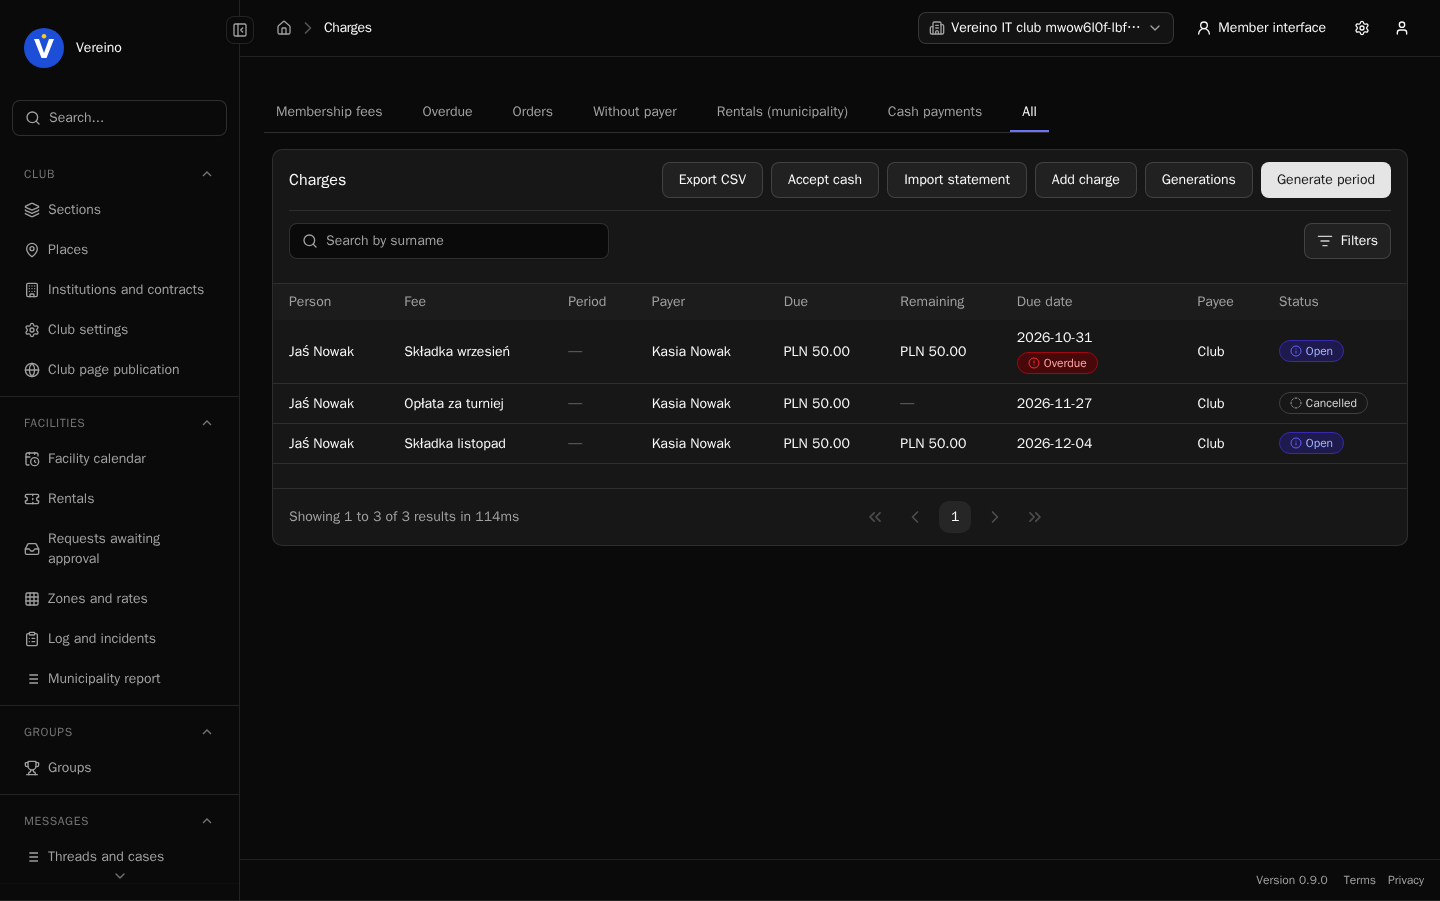 Vereino
Search...
CLUB
Sections
Places
Institutions and contracts
Club settings
Club page publication
FACILITIES
Facility calendar
Rentals
Requests awaiting
approval
Zones and rates
Log and incidents
Municipality report
GROUPS
Groups
MESSAGES
Threads and cases
Charges
Vereino IT club mwow6l0f-lbf···
Member interface
Membership fees Overdue Orders Without payer Rentals (municipality) Cash payments All
Charges
Export CSV Accept cash Import statement Add charge Generations Generate period
Search by surname
Filters
Person Fee Period Payer Due Remaining Due date Payee Status
Jaś Nowak Składka wrzesień — Kasia Nowak PLN 50.00 PLN 50.00 2026-10-31 Overdue Club Open
Jaś Nowak Opłata za turniej — Kasia Nowak PLN 50.00 — 2026-11-27 Club Cancelled
Jaś Nowak Składka listopad — Kasia Nowak PLN 50.00 PLN 50.00 2026-12-04 Club Open
Showing 1 to 3 of 3 results in 114ms
1
Version 0.9.0 Terms Privacy